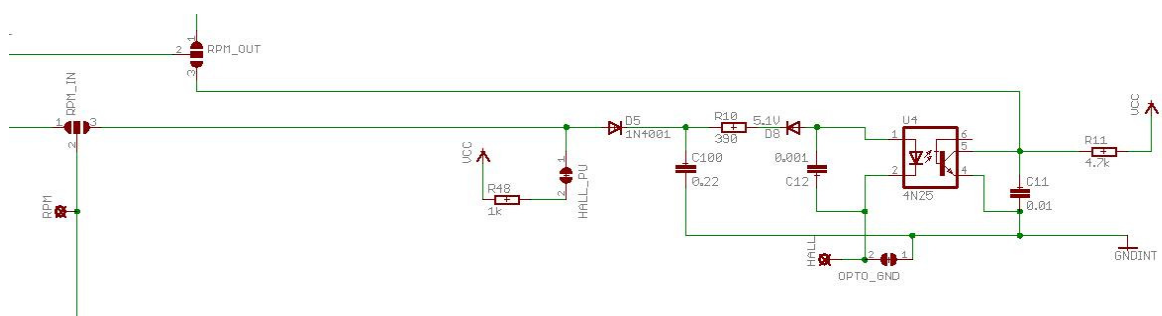 1
2
RPM_OUT
3
RPM_IN
1
3
2
RPM
VCC
R48
1k
1
2
HALL_PU
D5
1N4001
C100
0.22
R10
390
5.1V
D8
0.001
C12
U4
1
2
6
5
4
4N25
HALL
2
1
OPTO_GND
C11
0.01
R11
4.7k
VCC
GNDINT